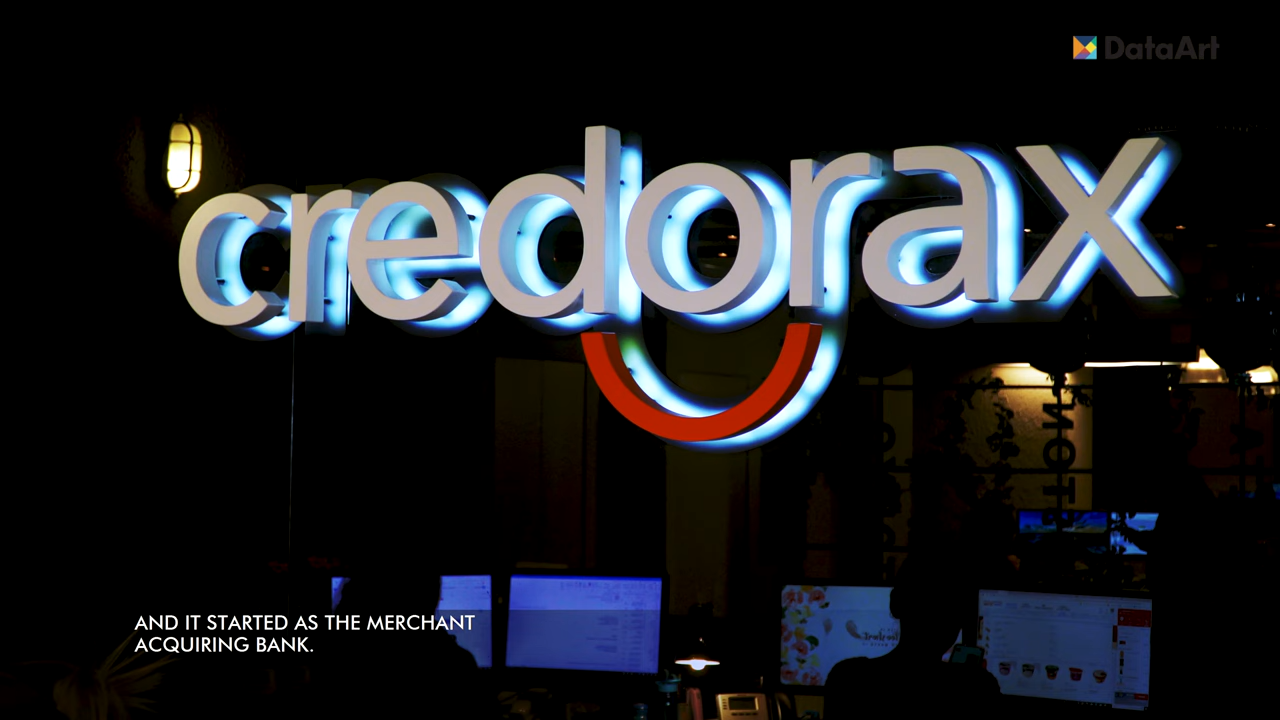 DataArt
credorax
AND IT STARTED AS THE MERCHANT
ACQUIRING BANK.